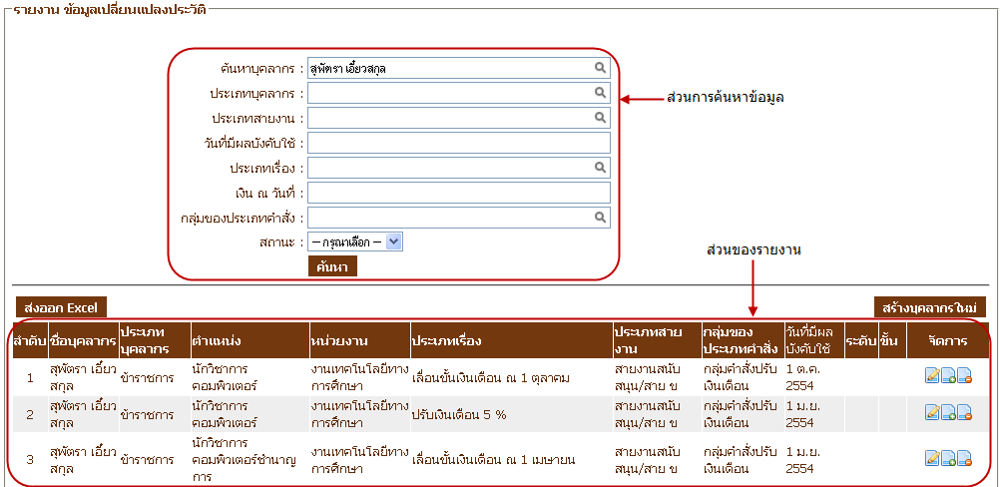 รายงาน ข้อมูลเปลี่ยนแปลงประวัติ
ค้นหาบุคลากร : สุพัตรา เอี๋ยวสกุล
ประเภทบุคลากร :
ส่วนการค้นหาข้อมูล
ประเภทสายงาน :
วันที่มีผลบังคับใช้ :
ประเภทเรื่อง :
เงิน ณ วันที่ :
กลุ่มของประเภทคำสั่ง :
สถานะ : -- กรุณาเลือก --
ค้นหา
ส่วนของรายงาน
ส่งออก Excel
สร้างบุคลากรใหม่
ลำดับ ชื่อบุคลากร ประเภทบุคลากร ตำแหน่ง หน่วยงาน ประเภทเรื่อง ประเภทสายงาน กลุ่มของประเภทคำสั่ง วันที่มีผลบังคับใช้ ระดับ ขั้น จัดการ
1 สุพัตรา เอี๋ยวสกุล ข้าราชการ นักวิชาการคอมพิวเตอร์ งานเทคโนโลยีทางการศึกษา เลื่อนขั้นเงินเดือน ณ 1 ตุลาคม สายงานสนับสนุน/สาย ข กลุ่มคำสั่งปรับเงินเดือน 1 ต.ค. 2554
2 สุพัตรา เอี๋ยวสกุล ข้าราชการ นักวิชาการคอมพิวเตอร์ งานเทคโนโลยีทางการศึกษา ปรับเงินเดือน 5 % สายงานสนับสนุน/สาย ข กลุ่มคำสั่งปรับเงินเดือน 1 ม.ย. 2554
3 สุพัตรา เอี๋ยวสกุล ข้าราชการ นักวิชาการคอมพิวเตอร์ชำนาญการ งานเทคโนโลยีทางการศึกษา เลื่อนขั้นเงินเดือน ณ 1 เมษายน สายงานสนับสนุน/สาย ข กลุ่มคำสั่งปรับเงินเดือน 1 ม.ย. 2554